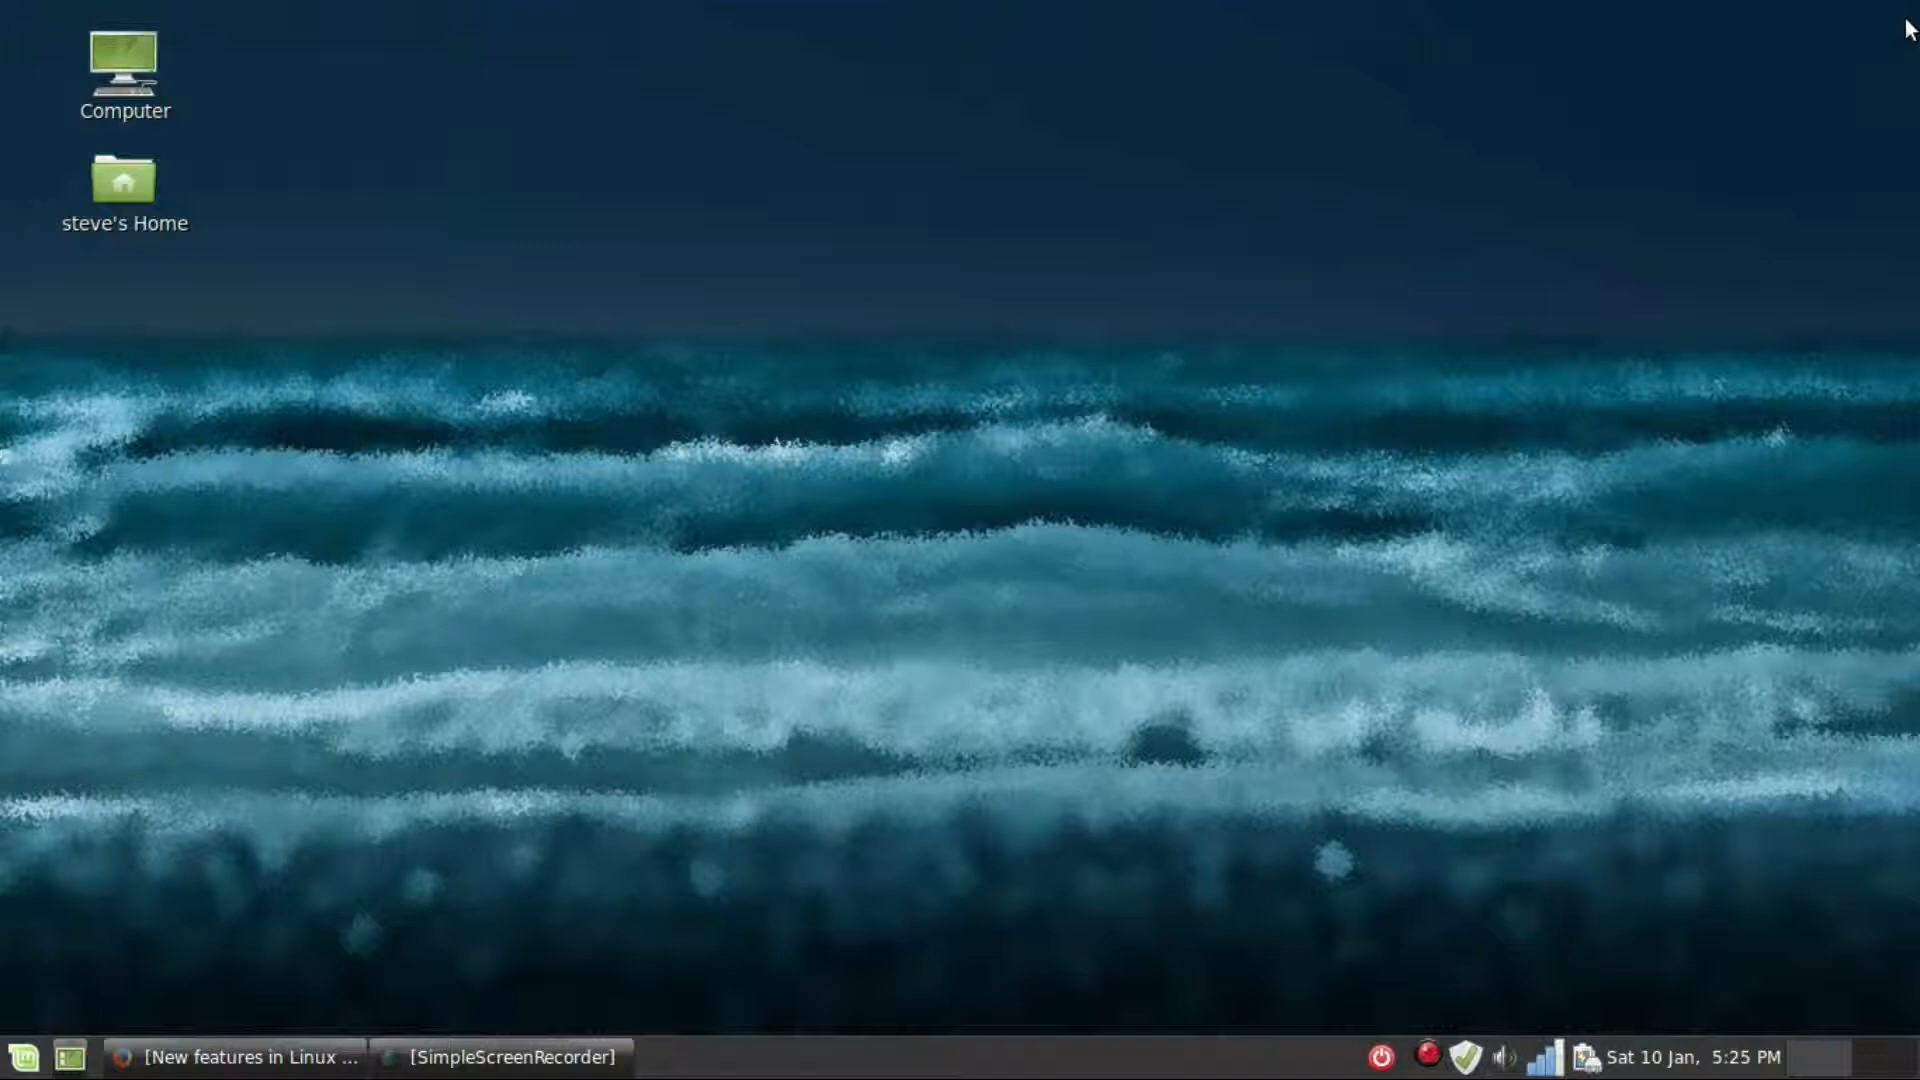 Computer
steve's Home
[New features in Linux ...
[SimpleScreenRecorder]
Sat 10 Jan, 5:25 PM